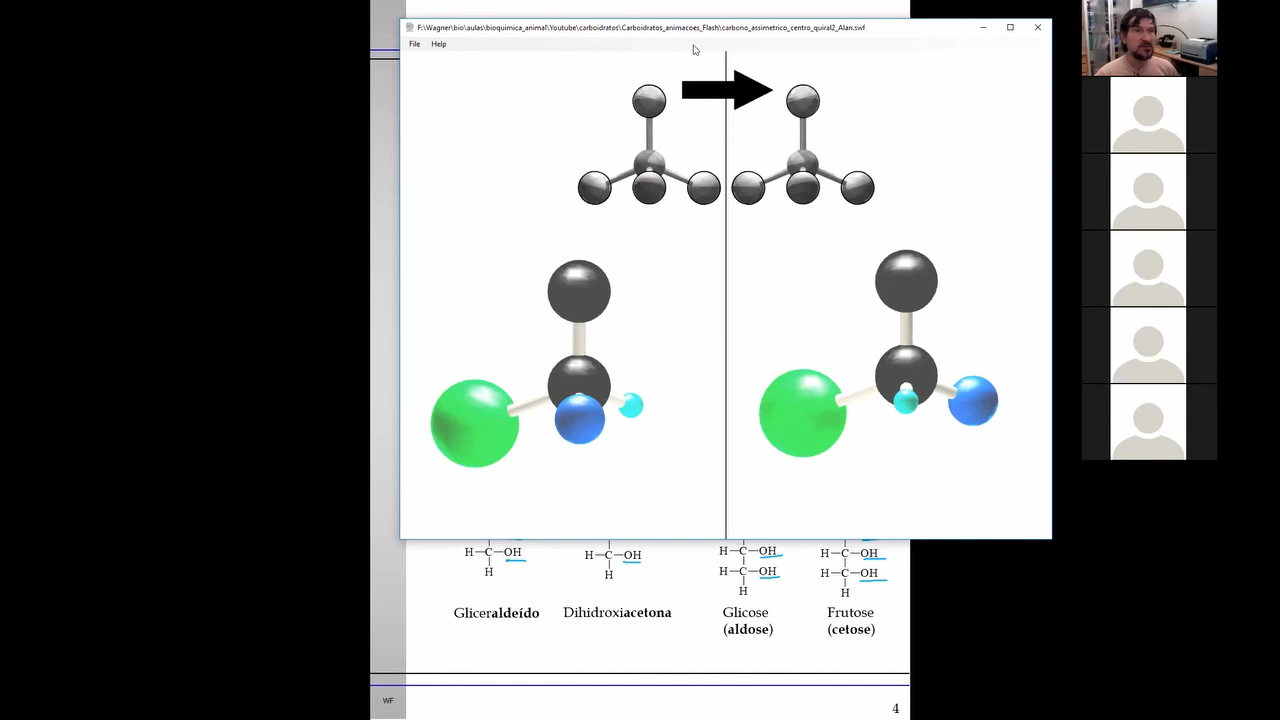 F:\Wagner\bio\aulas\bioquimica_animal\Youtube\carboidratos\Carboidratos_animacoes_Flash\carbono_assimetrico_centro_quiral2_Alan.swf
File Help
H—C—OH
H
H—C—OH
H
H—C—OH
H—C—OH
H
H—C—OH
H—C—OH
H
Gliceraldeído
Dihidroxiacetona
Glicose
(aldose)
Frutose
(cetose)
WF
4